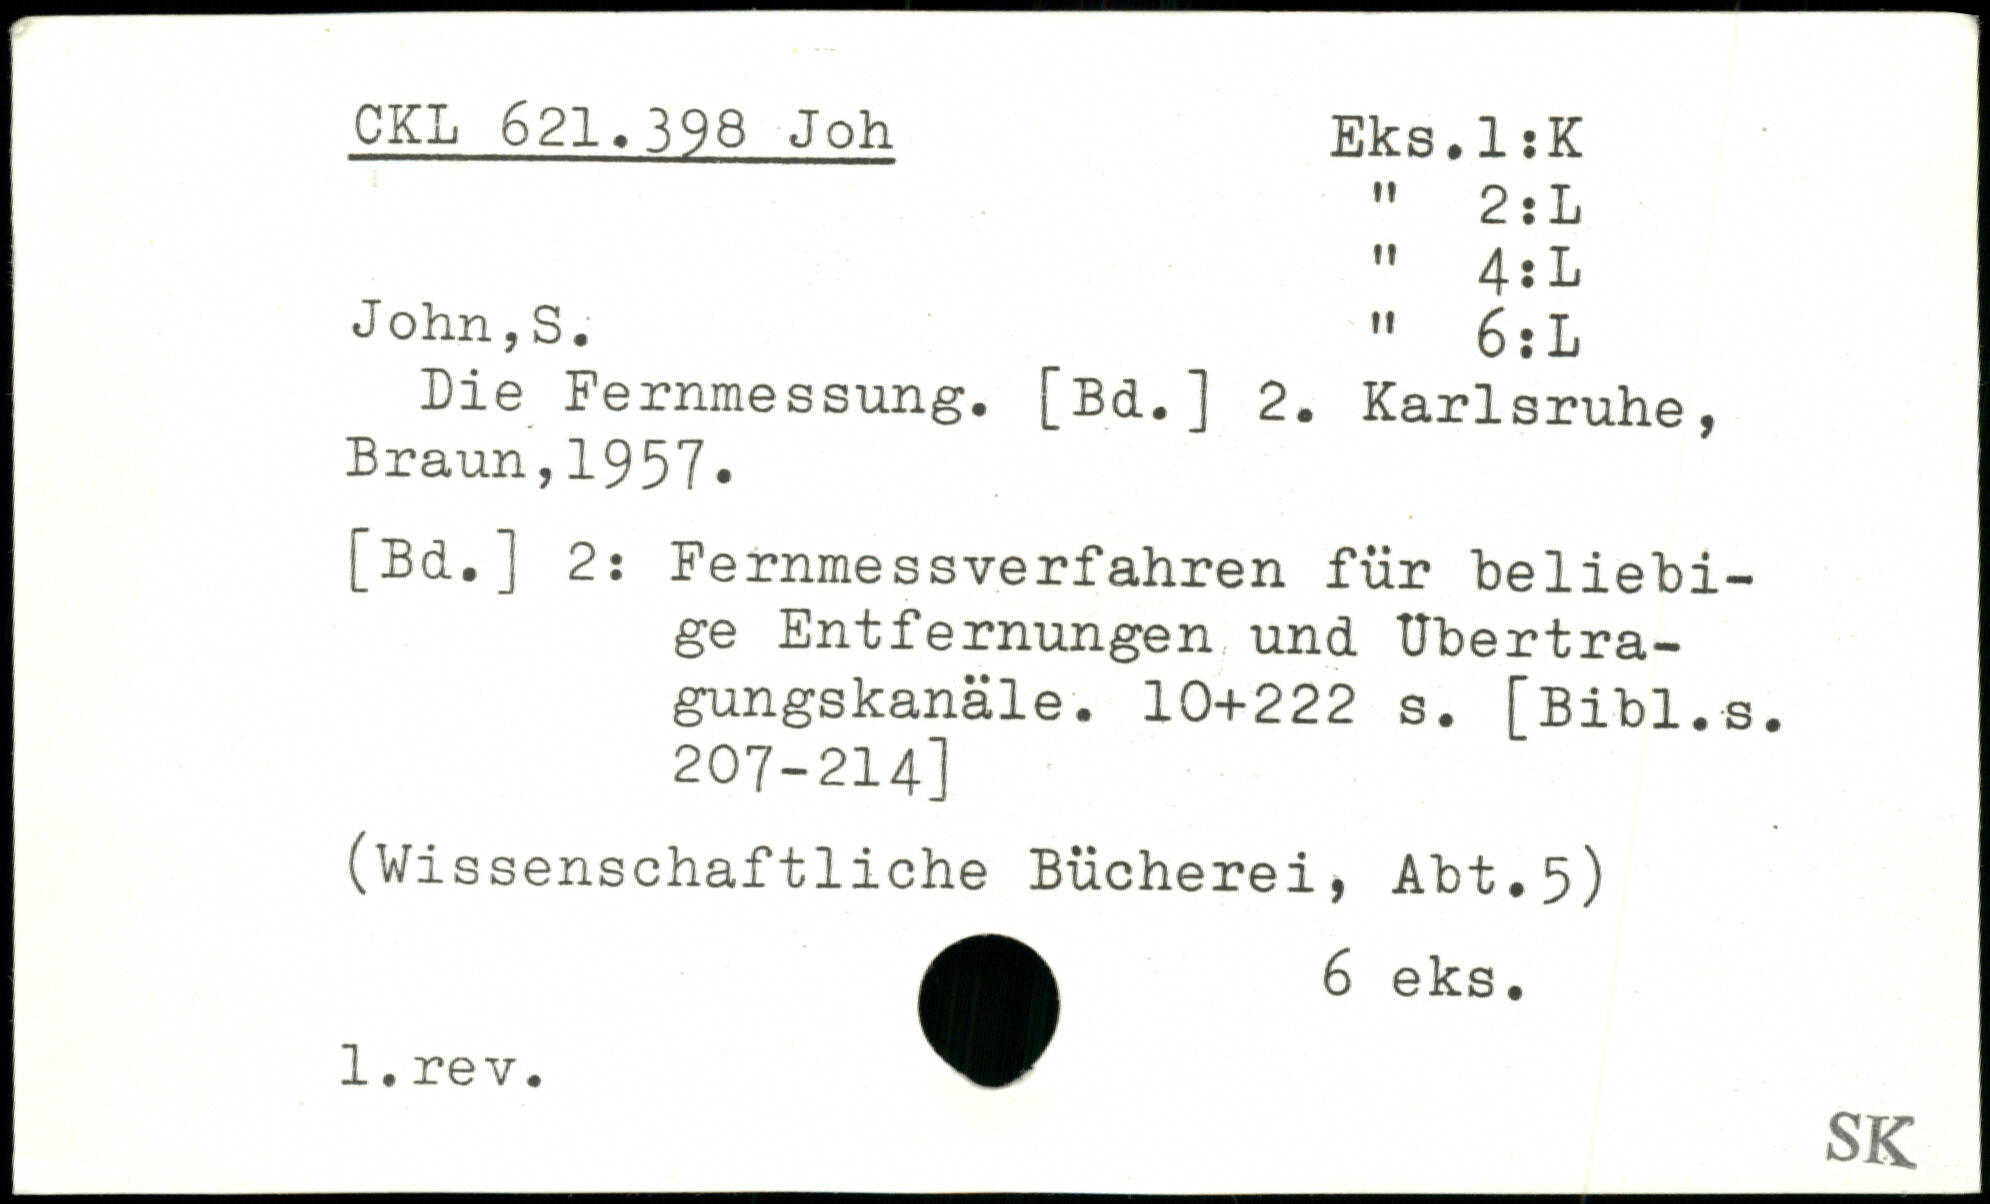 CKL 621.398 Joh
Eks.1:K
" 2:L
" 4:L
" 6:L
John,S.
Die Fernmessung. [Bd.] 2. Karlsruhe,
Braun,1957.
[Bd.] 2: Fernmessverfahren für beliebi-
ge Entfernungen und Übertra-
gungskanäle. 10+222 s. [Bibl.s.
207-214]
(Wissenschaftliche Bücherei, Abt.5)
6 eks.
1.rev.
SK